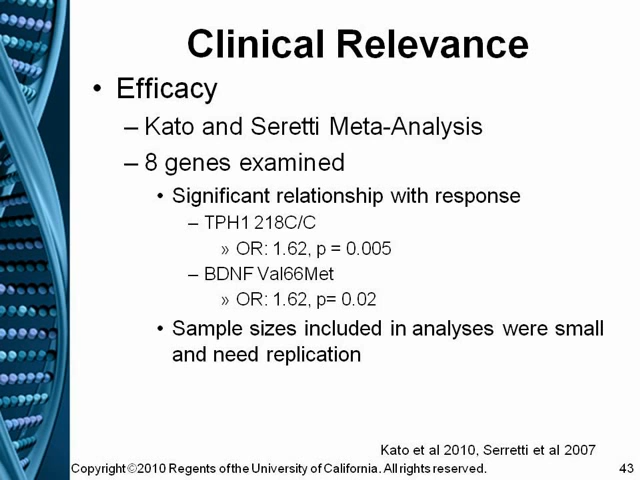 Clinical Relevance
• Efficacy
– Kato and Seretti Meta-Analysis
– 8 genes examined
• Significant relationship with response
– TPH1 218C/C
» OR: 1.62, p = 0.005
– BDNF Val66Met
» OR: 1.62, p= 0.02
• Sample sizes included in analyses were small
and need replication
Kato et al 2010, Serretti et al 2007
Copyright ©2010 Regents of the University of California. All rights reserved. 43